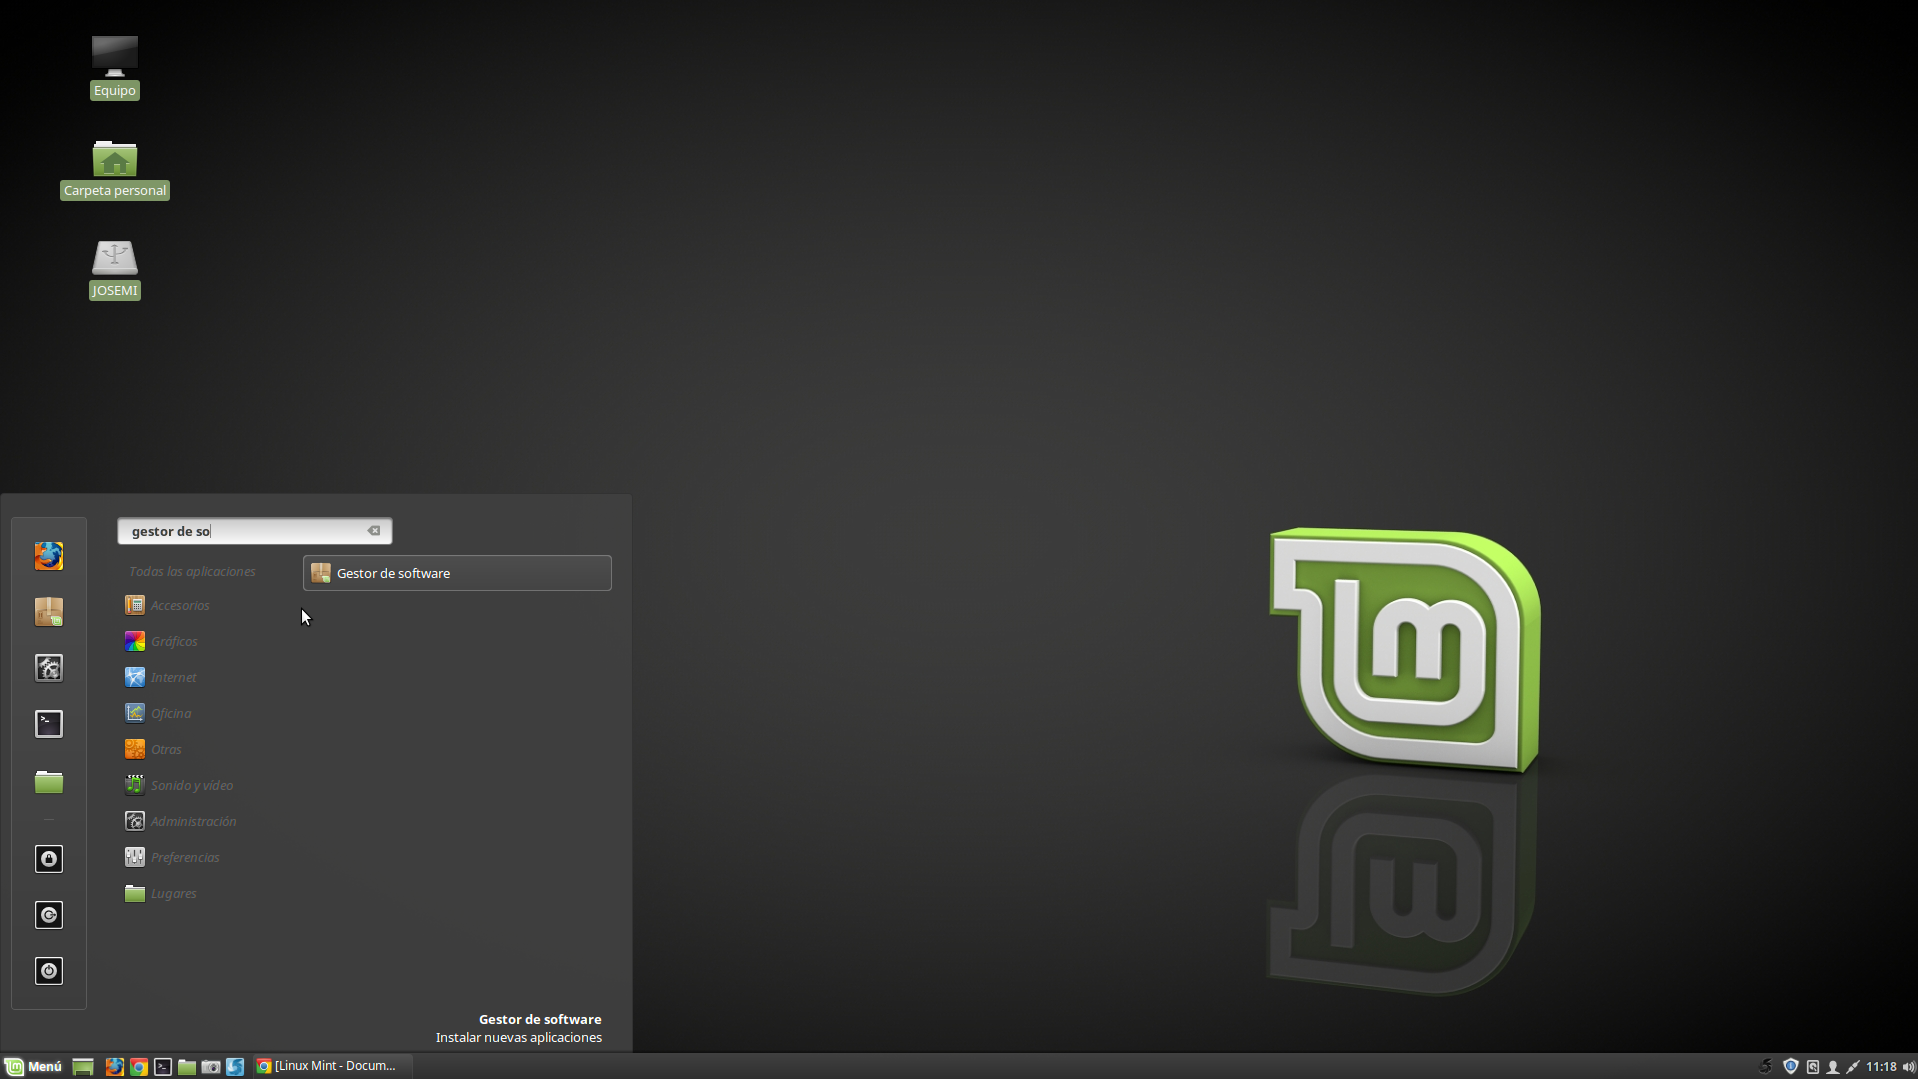 Equipo
Carpeta personal
JOSEMI
gestor de so
Todas las aplicaciones
Gestor de software
Accesorios
Gráficos
Internet
Oficina
Otras
Sonido y vídeo
Administración
Preferencias
Lugares
Gestor de software
Instalar nuevas aplicaciones
Menú
[Linux Mint - Docum...
11:18